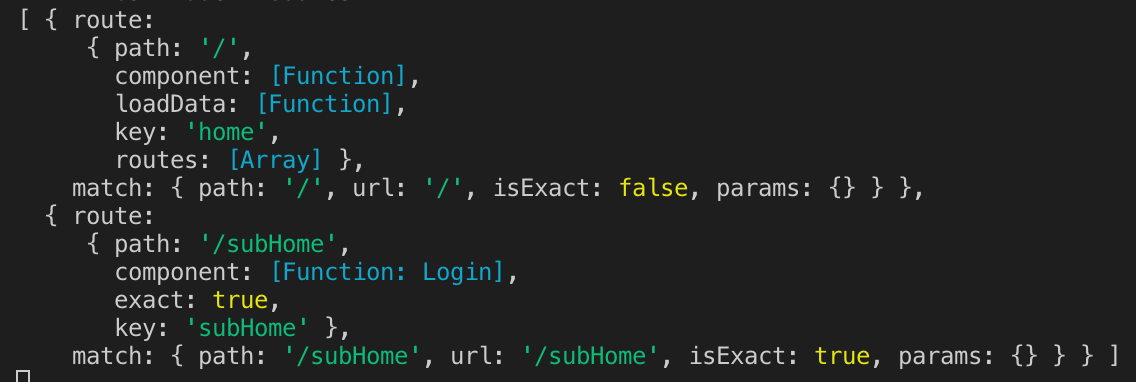 [ { route:
{ path: '/',
component: [Function],
loadData: [Function],
key: 'home',
routes: [Array] },
match: { path: '/', url: '/', isExact: false, params: {} } },
{ route:
{ path: '/subHome',
component: [Function: Login],
exact: true,
key: 'subHome' },
match: { path: '/subHome', url: '/subHome', isExact: true, params: {} } } ]